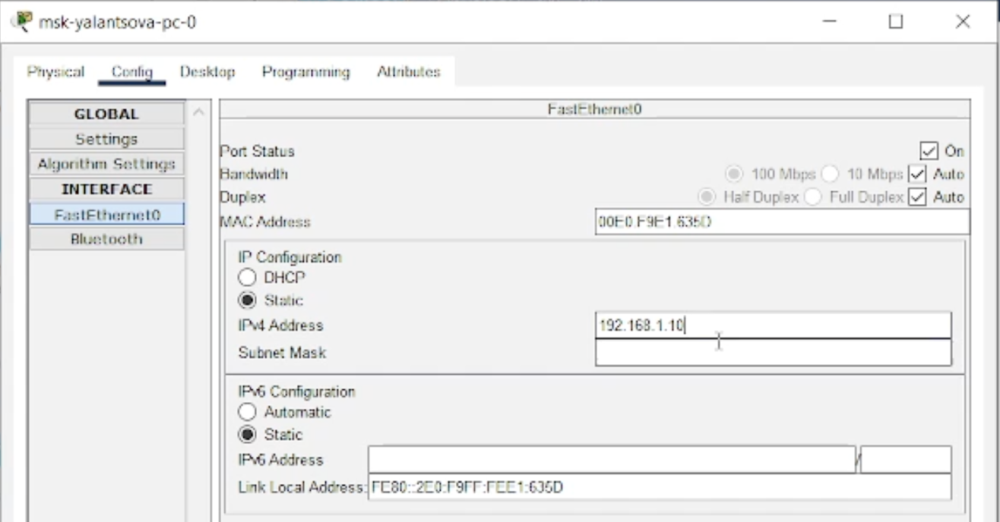 msk-yalantsova-pc-0
Physical Config Desktop Programming Attributes
GLOBAL
Settings
Algorithm Settings
INTERFACE
FastEthernet0
Bluetooth
FastEthernet0
Port Status On
Bandwidth 100 Mbps 10 Mbps Auto
Duplex Half Duplex Full Duplex Auto
MAC Address 00E0.F9E1.635D
IP Configuration
DHCP
Static
IPv4 Address 192.168.1.10
Subnet Mask
IPv6 Configuration
Automatic
Static
IPv6 Address /
Link Local Address: FE80::2E0:F9FF:FEE1:635D